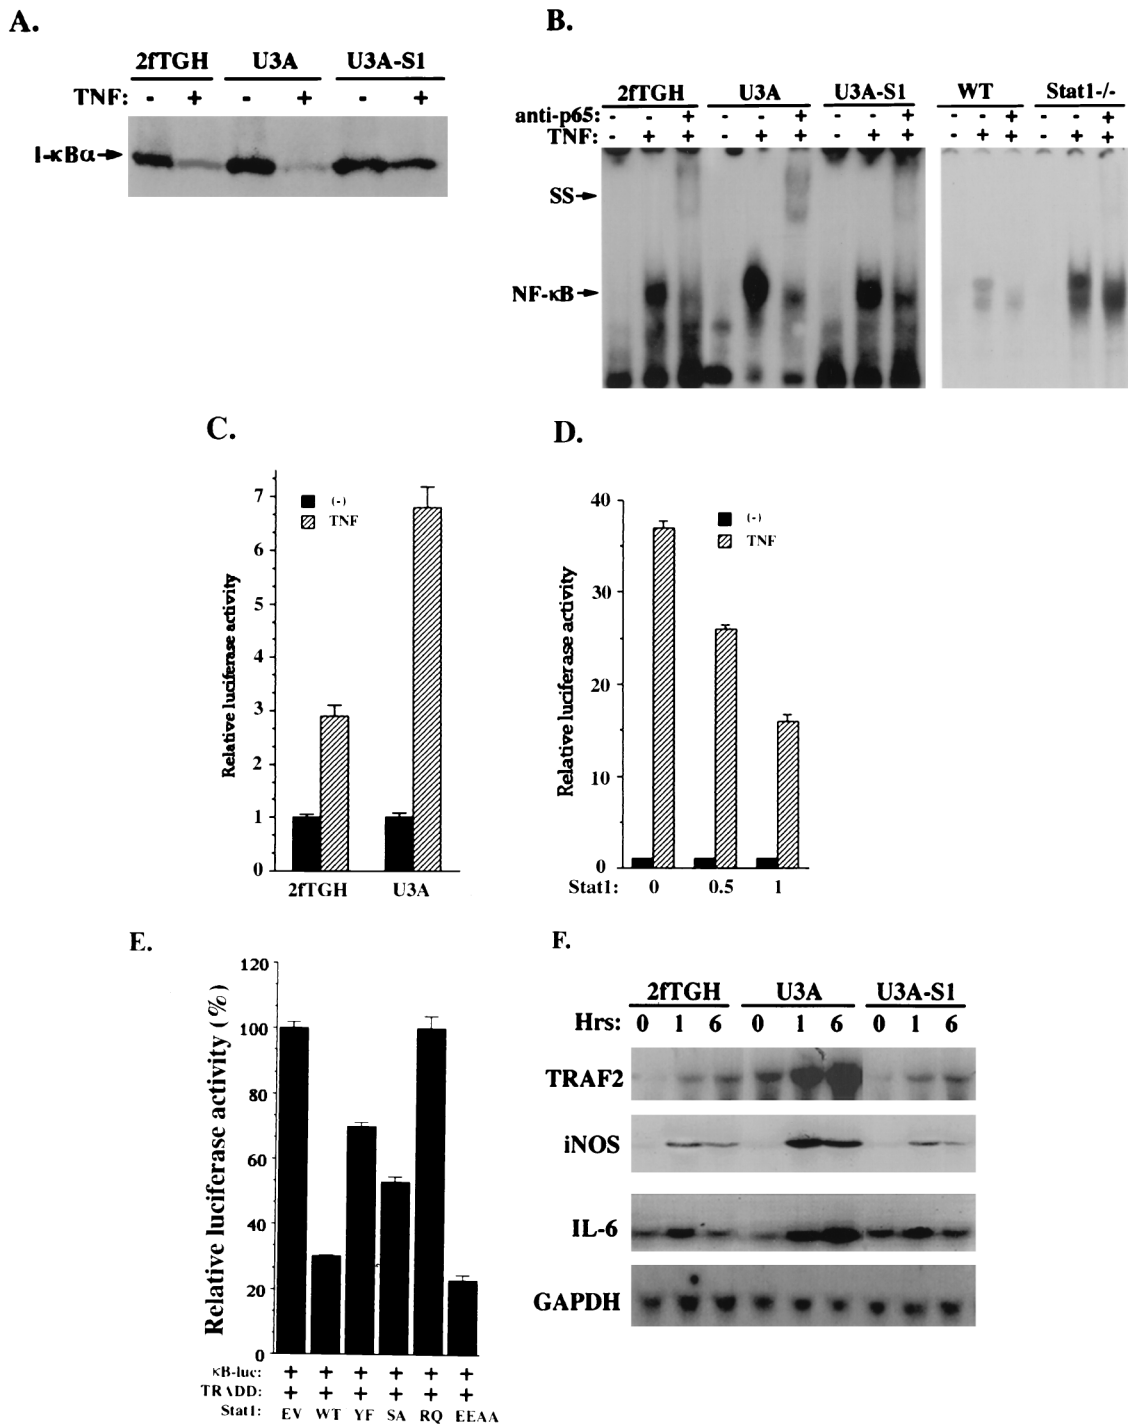 A.
2fTGH U3A U3A-S1
TNF: - + - + - +
I-κBα
B.
2fTGH U3A U3A-S1 WT Stat1-/-
anti-p65: - - + - - + - - + - - + - - +
TNF: - + + - + + - + + - + + - + +
SS
NF-κB
C.
(-)
TNF
Relative luciferase activity
7
6
5
4
3
2
1
0
2fTGH U3A
D.
(-)
TNF
Relative luciferase activity
40
30
20
10
0
Stat1: 0 0.5 1
E.
Relative luciferase activity (%)
120
100
80
60
40
20
0
κB-luc: + + + + + +
TRADD: + + + + + +
Stat1: EV WT YF SA RQ EEAA
F.
2fTGH U3A U3A-S1
Hrs: 0 1 6 0 1 6 0 1 6
TRAF2
iNOS
IL-6
GAPDH